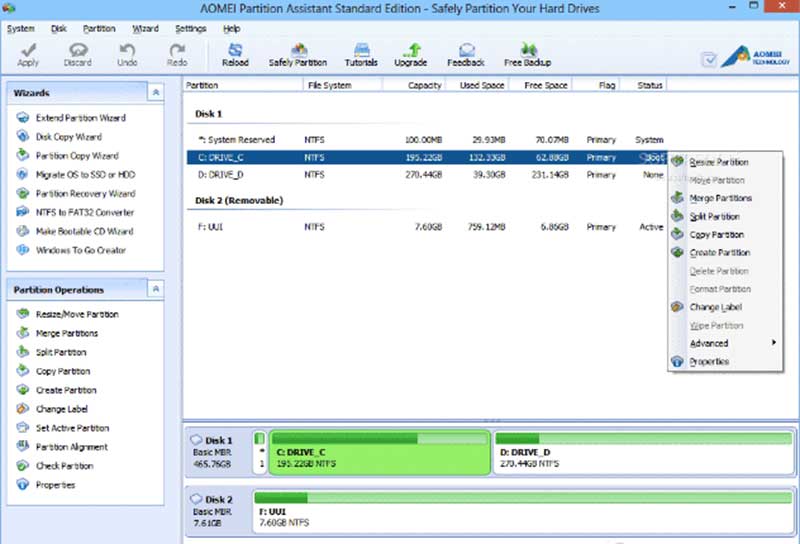 AOMEI Partition Assistant Standard Edition - Safely Partition Your Hard Drives
System Disk Partition Wizard Settings Help
Apply Discard Undo Redo Reload Safely Partition Tutorials Upgrade Feedback Free Backup AOMEI TECHNOLOGY
Wizards
Extend Partition Wizard
Disk Copy Wizard
Partition Copy Wizard
Migrate OS to SSD or HDD
Partition Recovery Wizard
NTFS to FAT32 Converter
Make Bootable CD Wizard
Windows To Go Creator
Partition Operations
Resize/Move Partition
Merge Partitions
Split Partition
Copy Partition
Create Partition
Change Label
Set Active Partition
Partition Alignment
Check Partition
Properties
Partition File System Capacity Used Space Free Space Flag Status
Disk 1
*: System Reserved NTFS 100.00MB 29.93MB 70.07MB Primary System
C: DRIVE_C NTFS 195.22GB 132.33GB 62.88GB Primary Boot
D: DRIVE_D NTFS 270.44GB 39.30GB 231.14GB Primary None
Disk 2 (Removable)
F: UUI NTFS 7.60GB 759.12MB 6.86GB Primary Active
Resize Partition
Move Partition
Merge Partitions
Split Partition
Copy Partition
Create Partition
Delete Partition
Format Partition
Change Label
Wipe Partition
Advanced
Properties
Disk 1
Basic MBR
465.76GB
*
1
C: DRIVE_C
195.22GB NTFS
D: DRIVE_D
270.44GB NTFS
Disk 2
Basic MBR
7.61GB
F: UUI
7.60GB NTFS